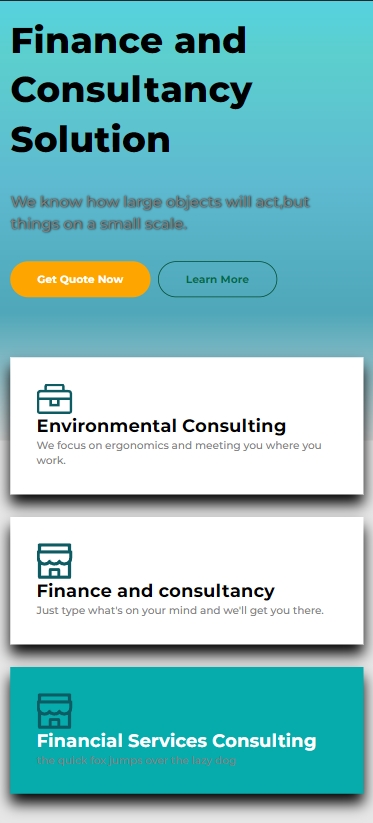 Finance and
Consultancy
Solution
We know how large objects will act,but
things on a small scale.
Get Quote Now
Learn More
Environmental Consulting
We focus on ergonomics and meeting you where you
work.
Finance and consultancy
Just type what's on your mind and we'll get you there.
Financial Services Consulting
the quick fox jumps over the lazy dog